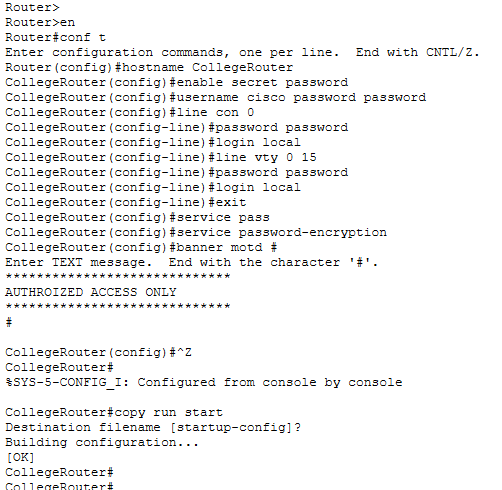 Router>
Router>en
Router#conf t
Enter configuration commands, one per line.  End with CNTL/Z.
Router(config)#hostname CollegeRouter
CollegeRouter(config)#enable secret password
CollegeRouter(config)#username cisco password password
CollegeRouter(config)#line con 0
CollegeRouter(config-line)#password password
CollegeRouter(config-line)#login local
CollegeRouter(config-line)#line vty 0 15
CollegeRouter(config-line)#password password
CollegeRouter(config-line)#login local
CollegeRouter(config-line)#exit
CollegeRouter(config)#service pass
CollegeRouter(config)#service password-encryption
CollegeRouter(config)#banner motd #
Enter TEXT message.  End with the character '#'.
*****************************
AUTHROIZED ACCESS ONLY
*****************************
#
CollegeRouter(config)#^Z
CollegeRouter#
%SYS-5-CONFIG_I: Configured from console by console
CollegeRouter#copy run start
Destination filename [startup-config]?
Building configuration...
[OK]
CollegeRouter#
CollegeRouter#